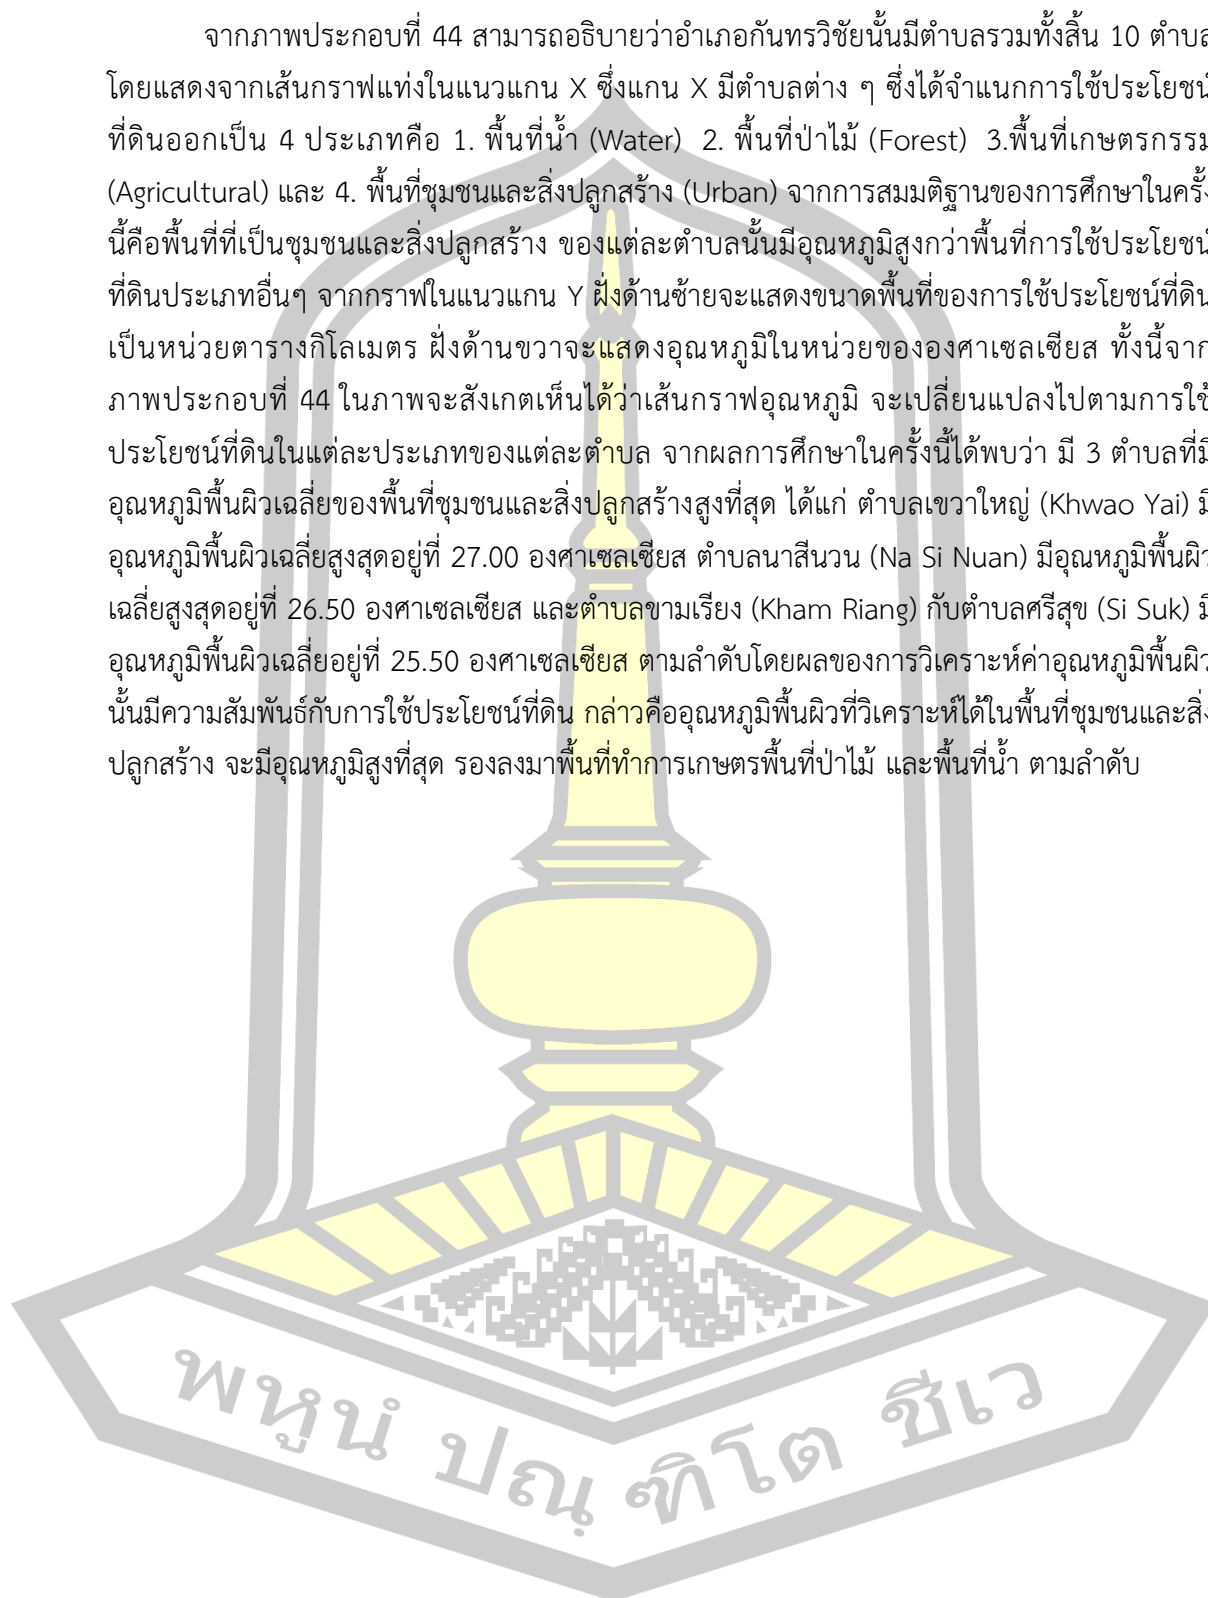 จากภาพประกอบที่ 44 สามารถอธิบายว่าอำเภอกันทรวิชัยนั้นมีตำบลรวมทั้งสิ้น 10 ตำบล
โดยแสดงจากเส้นกราฟแท่งในแนวแกน X ซึ่งแกน X มีตำบลต่าง ๆ ซึ่งได้จำแนกการใช้ประโยชน์
ที่ดินออกเป็น 4 ประเภทคือ 1. พื้นที่น้ำ (Water) 2. พื้นที่ป่าไม้ (Forest) 3.พื้นที่เกษตรกรรม
(Agricultural) และ 4. พื้นที่ชุมชนและสิ่งปลูกสร้าง (Urban) จากการสมมติฐานของการศึกษาในครั้ง
นี้คือพื้นที่ที่เป็นชุมชนและสิ่งปลูกสร้าง ของแต่ละตำบลนั้นมีอุณหภูมิสูงกว่าพื้นที่การใช้ประโยชน์
ที่ดินประเภทอื่นๆ จากกราฟในแนวแกน Y ฝั่งด้านซ้ายจะแสดงขนาดพื้นที่ของการใช้ประโยชน์ที่ดิน
เป็นหน่วยตารางกิโลเมตร ฝั่งด้านขวาจะแสดงอุณหภูมิในหน่วยขององศาเซลเซียส ทั้งนี้จาก
ภาพประกอบที่ 44 ในภาพจะสังเกตเห็นได้ว่าเส้นกราฟอุณหภูมิ จะเปลี่ยนแปลงไปตามการใช้
ประโยชน์ที่ดินในแต่ละประเภทของแต่ละตำบล จากผลการศึกษาในครั้งนี้ได้พบว่า มี 3 ตำบลที่มี
อุณหภูมิพื้นผิวเฉลี่ยของพื้นที่ชุมชนและสิ่งปลูกสร้างสูงที่สุด ได้แก่ ตำบลเขวาใหญ่ (Khwao Yai) มี
อุณหภูมิพื้นผิวเฉลี่ยสูงสุดอยู่ที่ 27.00 องศาเซลเซียส ตำบลนาสีนวน (Na Si Nuan) มีอุณหภูมิพื้นผิว
เฉลี่ยสูงสุดอยู่ที่ 26.50 องศาเซลเซียส และตำบลขามเรียง (Kham Riang) กับตำบลศรีสุข (Si Suk) มี
อุณหภูมิพื้นผิวเฉลี่ยอยู่ที่ 25.50 องศาเซลเซียส ตามลำดับโดยผลของการวิเคราะห์ค่าอุณหภูมิพื้นผิว
นั้นมีความสัมพันธ์กับการใช้ประโยชน์ที่ดิน กล่าวคืออุณหภูมิพื้นผิวที่วิเคราะห์ได้ในพื้นที่ชุมชนและสิ่ง
ปลูกสร้าง จะมีอุณหภูมิสูงที่สุด รองลงมาพื้นที่ทำการเกษตรพื้นที่ป่าไม้ และพื้นที่น้ำ ตามลำดับ
พหูนํ ปณฺฑิโต ชีเว